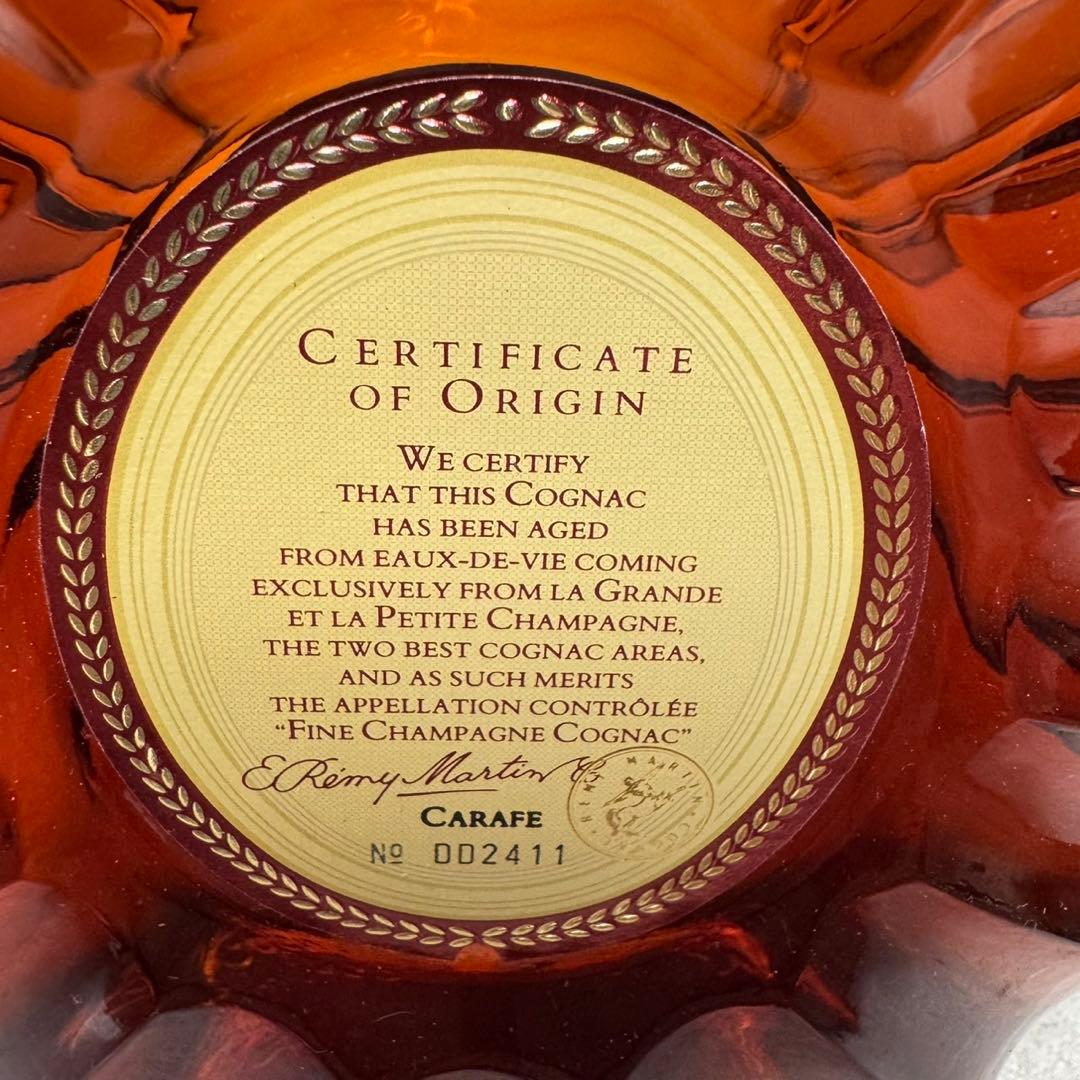 CERTIFICATE
OF ORIGIN
WE CERTIFY
THAT THIS COGNAC
HAS BEEN AGED
FROM EAUX-DE-VIE COMING
EXCLUSIVELY FROM LA GRANDE
ET LA PETITE CHAMPAGNE,
THE TWO BEST COGNAC AREAS,
AND AS SUCH MERITS
THE APPELLATION CONTRÔLÉE
“FINE CHAMPAGNE COGNAC”
E. Rémy Martin & Co
CARAFE
Nº DD2411